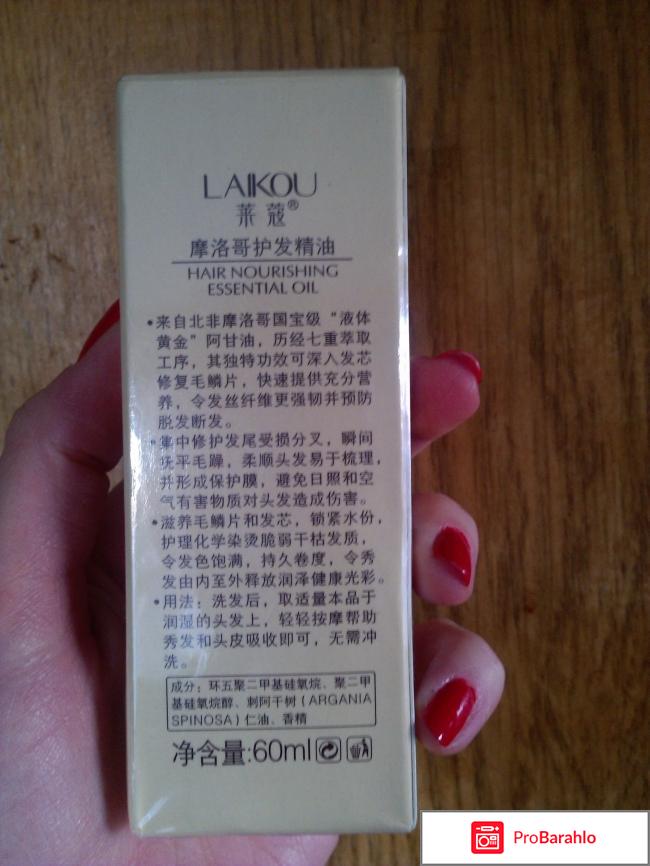 LAIKOU
莱蔻®
摩洛哥护发精油
HAIR NOURISHING
ESSENTIAL OIL
•来自北非摩洛哥国宝级“液体
黄金”阿甘油，历经七重萃取
工序，其独特功效可深入发芯
修复毛鳞片，快速提供充分营
养，令发丝纤维更强韧并预防
脱发断发。
•集中修护发尾受损分叉，瞬间
抚平毛躁，柔顺头发易于梳理，
并形成保护膜，避免日照和空
气有害物质对头发造成伤害。
•滋养毛鳞片和发芯，锁紧水份，
护理化学染烫脆弱干枯发质，
令发色饱满，持久卷度，令秀
发由内至外释放润泽健康光彩。
•用法：洗发后，取适量本品于
润湿的头发上，轻轻按摩帮助
秀发和头皮吸收即可，无需冲
洗。
成分：环五聚二甲基硅氧烷、聚二甲
基硅氧烷醇、刺阿干树（ARGANIA
SPINOSA）仁油、香精
净含量:60ml
ProBarahlo